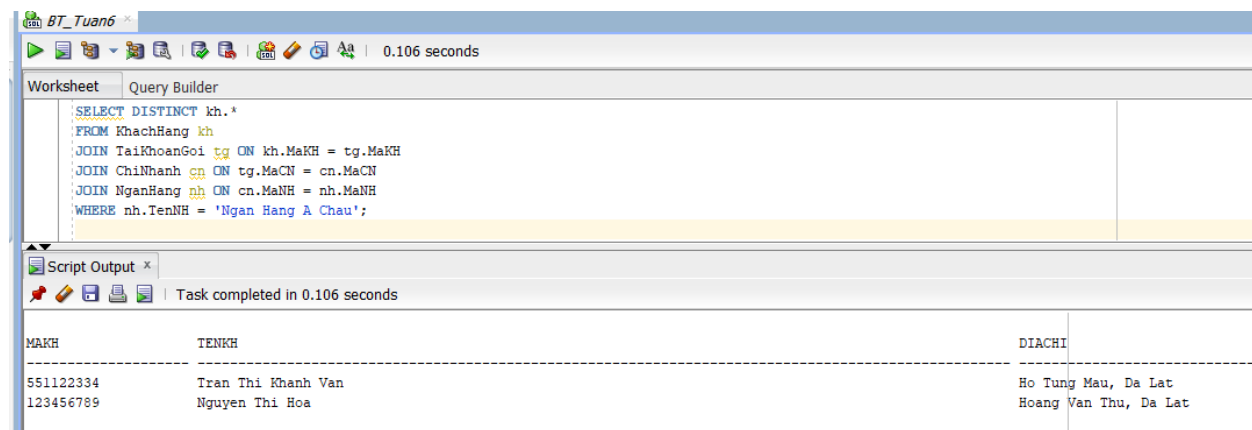 BT_Tuan6
0.106 seconds
Worksheet Query Builder
SELECT DISTINCT kh.*
FROM KhachHang kh
JOIN TaiKhoanGoi tg ON kh.MaKH = tg.MaKH
JOIN ChiNhanh cn ON tg.MaCN = cn.MaCN
JOIN NganHang nh ON cn.MaNH = nh.MaNH
WHERE nh.TenNH = 'Ngan Hang A Chau';
Script Output x
Task completed in 0.106 seconds
MAKH TENKH DIACHI
551122334 Tran Thi Khanh Van Ho Tung Mau, Da Lat
123456789 Nguyen Thi Hoa Hoang Van Thu, Da Lat